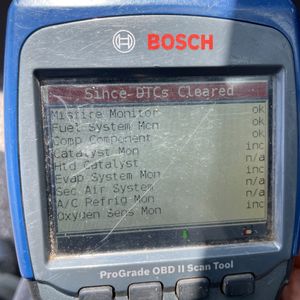 BOSCH
Since DTCs Cleared
Misfire Monitor ok
Fuel System Mon ok
Comp Component ok
Catalyst Mon inc
Htd Catalyst n/a
Evap System Mon inc
Sec Air System n/a
A/C Refrig Mon n/a
Oxygen Sens Mon inc
ProGrade OBD II Scan Tool